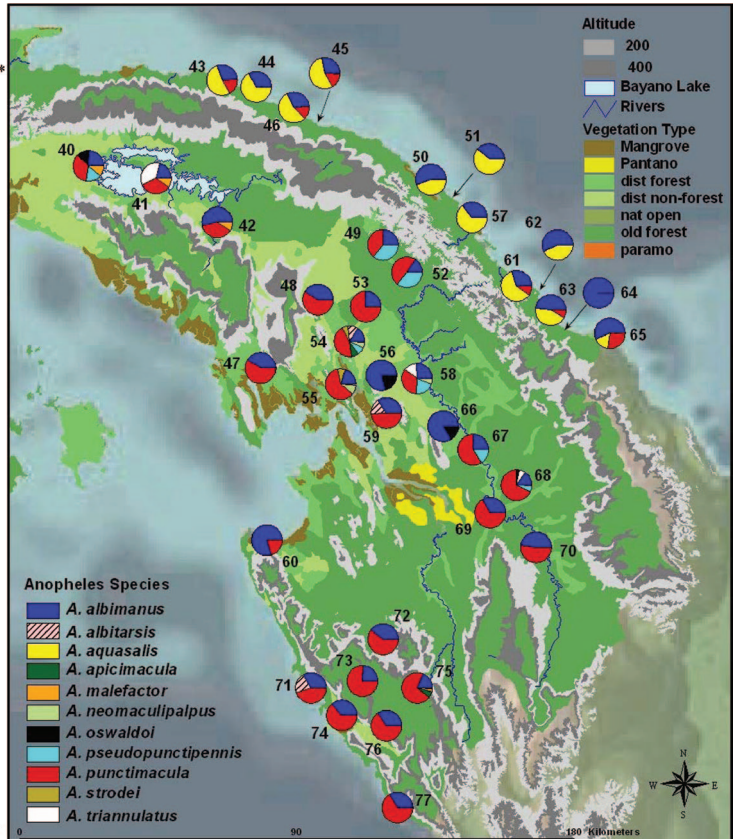 *
Altitude
200
400
Bayano Lake
Rivers
Vegetation Type
Mangrove
Pantano
dist forest
dist non-forest
nat open
old forest
paramo
43
44
45
46
40
41
42
50
51
57
49
52
62
61
63
64
65
48
53
54
47
55
56
58
59
66
67
68
69
70
60
72
73
75
71
74
76
77
Anopheles Species
A. albimanus
A. albitarsis
A. aquasalis
A. apicimacula
A. malefactor
A. neomaculipalpus
A. oswaldoi
A. pseudopunctipennis
A. punctimacula
A. strodei
A. triannulatus
N
W E
S
0 90 180 Kilometers